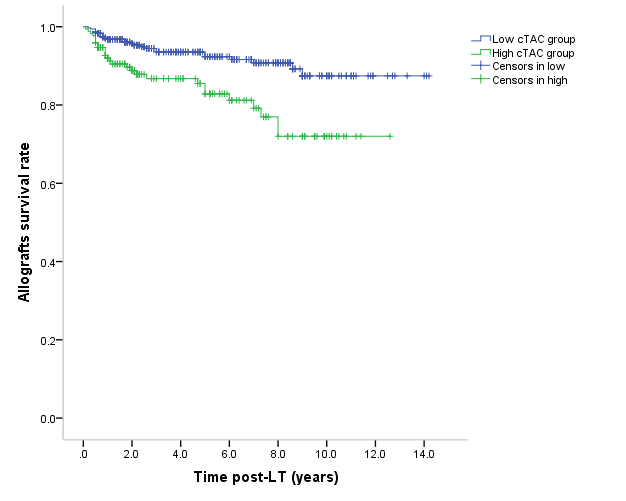 Low cTAC group
High cTAC group
Censors in low
Censors in high
Allografts survival rate
1.0
0.8
0.6
0.4
0.2
0.0
.0 2.0 4.0 6.0 8.0 10.0 12.0 14.0
Time post-LT (years)